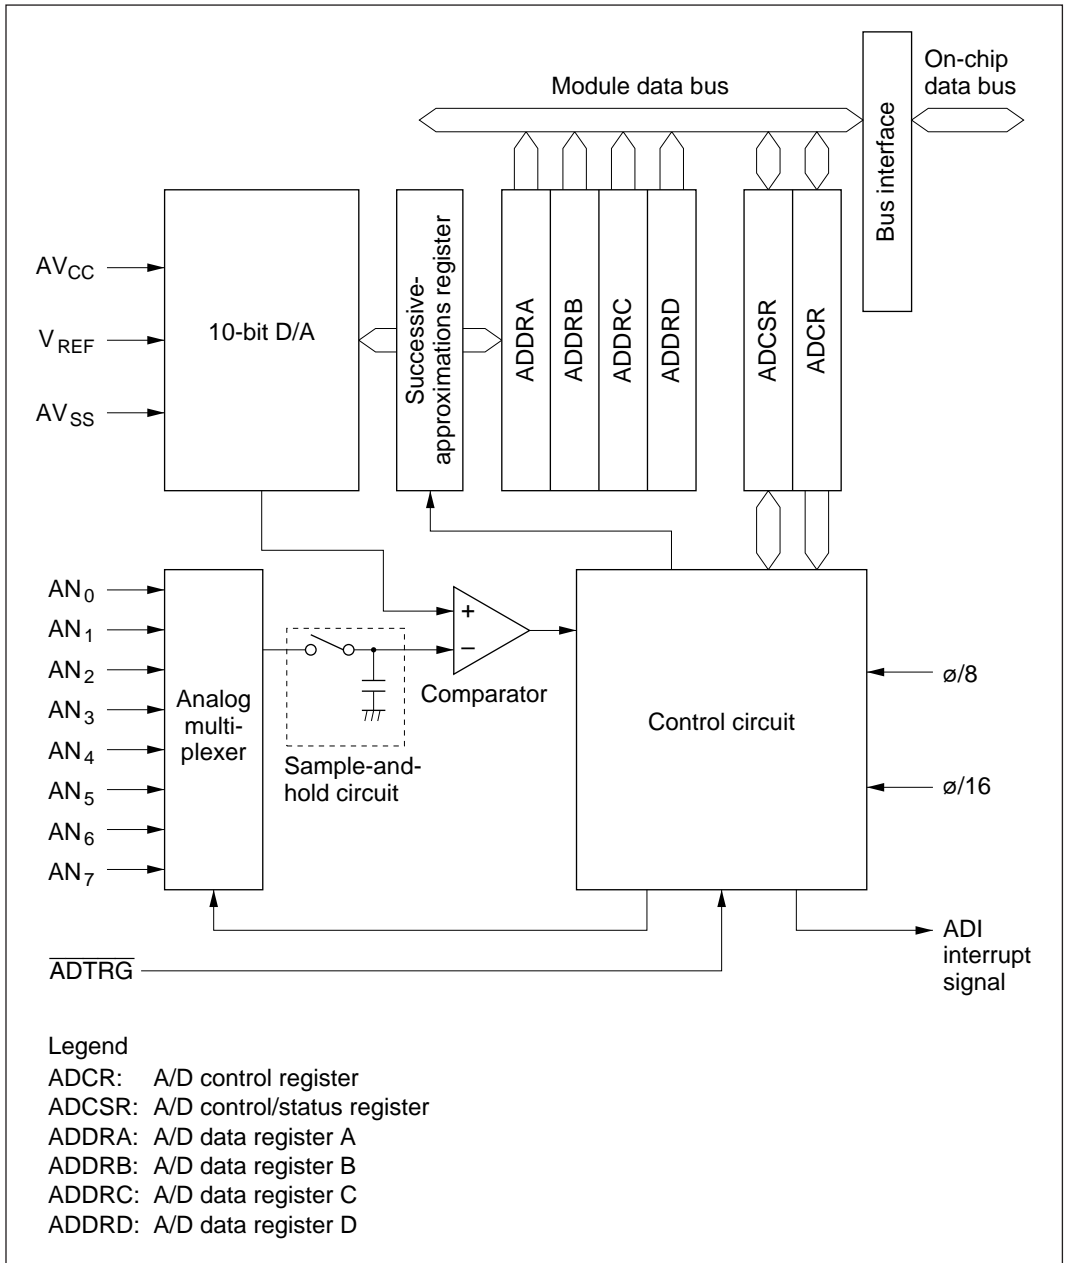 Module data bus
On-chip
data bus
Bus interface
AVCC
VREF
AVSS
10-bit D/A
Successive-
approximations register
ADDRA
ADDRB
ADDRC
ADDRD
ADCSR
ADCR
AN0
AN1
AN2
AN3
AN4
AN5
AN6
AN7
Analog
multi-
plexer
+
−
Comparator
Sample-and-
hold circuit
Control circuit
ø/8
ø/16
ADTRG
ADI
interrupt
signal
Legend
ADCR: A/D control register
ADCSR: A/D control/status register
ADDRA: A/D data register A
ADDRB: A/D data register B
ADDRC: A/D data register C
ADDRD: A/D data register D